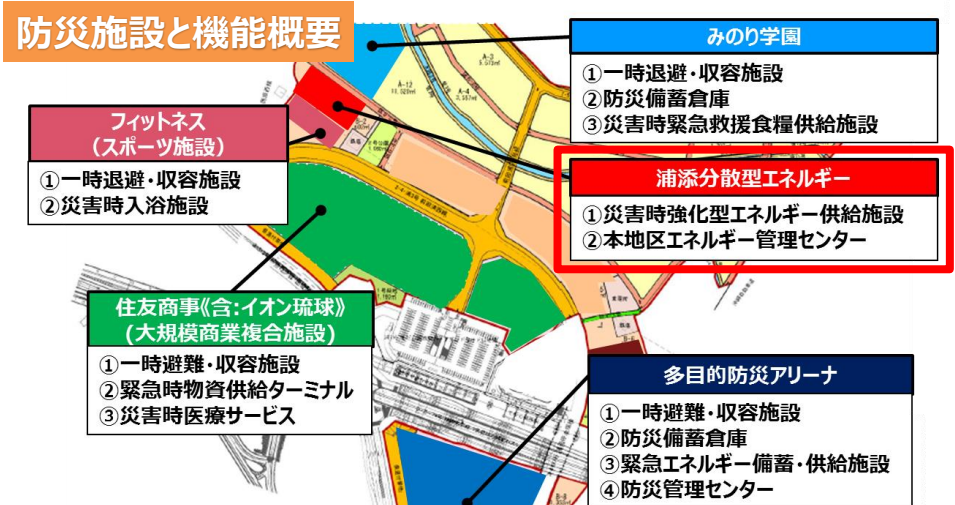 防災施設と機能概要
みのり学園
①一時退避・収容施設
②防災備蓄倉庫
③災害時緊急救援食糧供給施設
フィットネス
(スポーツ施設)
①一時退避・収容施設
②災害時入浴施設
浦添分散型エネルギー
①災害時強化型エネルギー供給施設
②本地区エネルギー管理センター
住友商事《含:イオン琉球》
(大規模商業複合施設)
①一時避難・収容施設
②緊急時物資供給ターミナル
③災害時医療サービス
多目的防災アリーナ
①一時避難・収容施設
②防災備蓄倉庫
③緊急エネルギー備蓄・供給施設
④防災管理センター
A-12
A-3
A-4